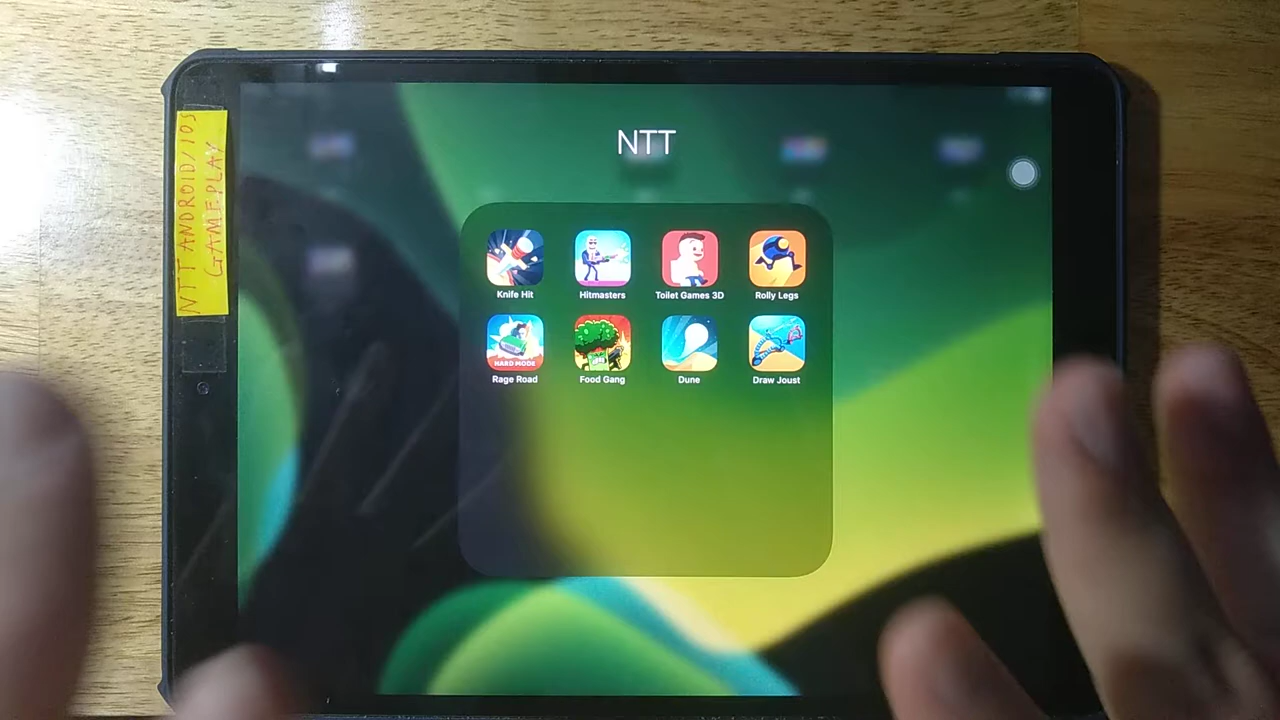 NTT ANDROID/IOS
GAMEPLAY
NTT
Knife Hit
Hitmasters
Toilet Games 3D
Rolly Legs
HARD MODE
Rage Road
Food Gang
Dune
Draw Joust